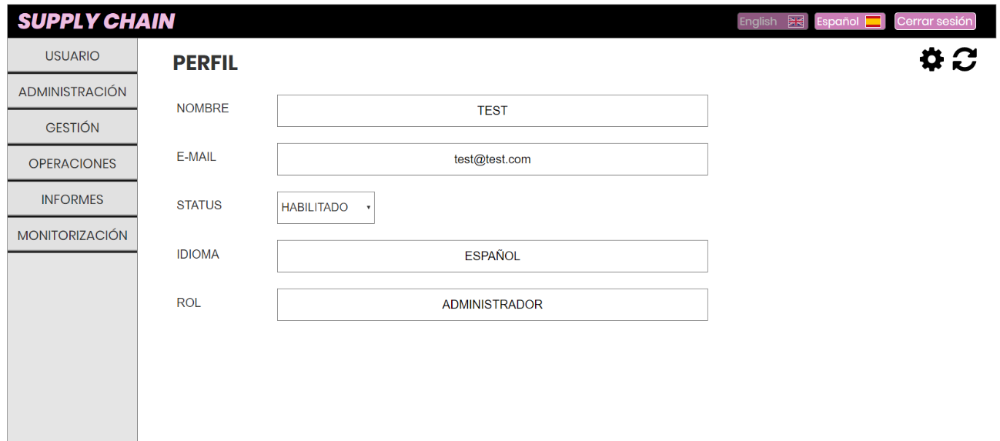 SUPPLY CHAIN
English
Español
Cerrar sesión
USUARIO
ADMINISTRACIÓN
GESTIÓN
OPERACIONES
INFORMES
MONITORIZACIÓN
PERFIL
NOMBRE
TEST
E-MAIL
test@test.com
STATUS
HABILITADO
IDIOMA
ESPAÑOL
ROL
ADMINISTRADOR